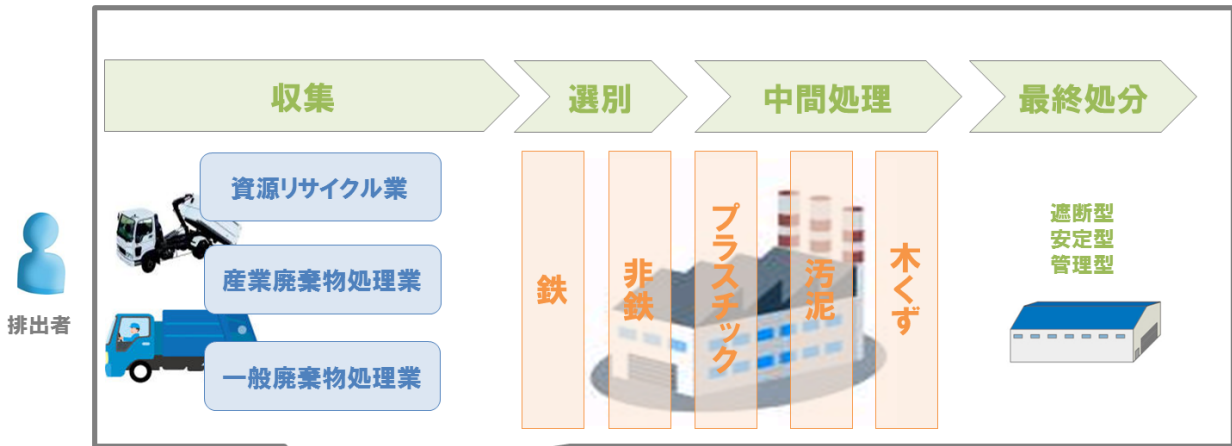 収集
選別
中間処理
最終処分
排出者
資源リサイクル業
産業廃棄物処理業
一般廃棄物処理業
鉄
非鉄
プラスチック
汚泥
木くず
遮断型
安定型
管理型